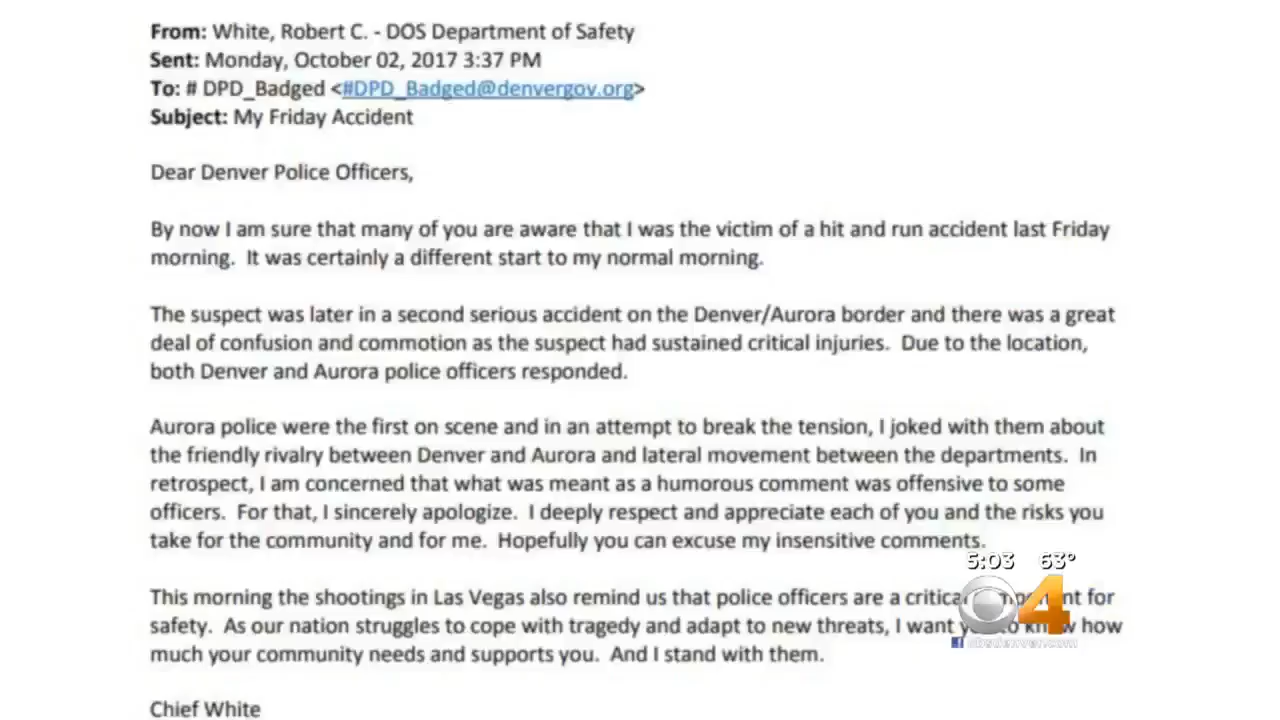 From: White, Robert C. - DOS Department of Safety
Sent: Monday, October 02, 2017 3:37 PM
To: # DPD_Badged <#DPD_Badged@denvergov.org>
Subject: My Friday Accident
Dear Denver Police Officers,
By now I am sure that many of you are aware that I was the victim of a hit and run accident last Friday
morning.  It was certainly a different start to my normal morning.
The suspect was later in a second serious accident on the Denver/Aurora border and there was a great
deal of confusion and commotion as the suspect had sustained critical injuries.  Due to the location,
both Denver and Aurora police officers responded.
Aurora police were the first on scene and in an attempt to break the tension, I joked with them about
the friendly rivalry between Denver and Aurora and lateral movement between the departments.  In
retrospect, I am concerned that what was meant as a humorous comment was offensive to some
officers.  For that, I sincerely apologize.  I deeply respect and appreciate each of you and the risks you
take for the community and for me.  Hopefully you can excuse my insensitive comments.
5:03 63°
This morning the shootings in Las Vegas also remind us that police officers are a critical for
safety.  As our nation struggles to cope with tragedy and adapt to new threats, I want how
much your community needs and supports you.  And I stand with them.
4
cbsdenver.com
Chief White